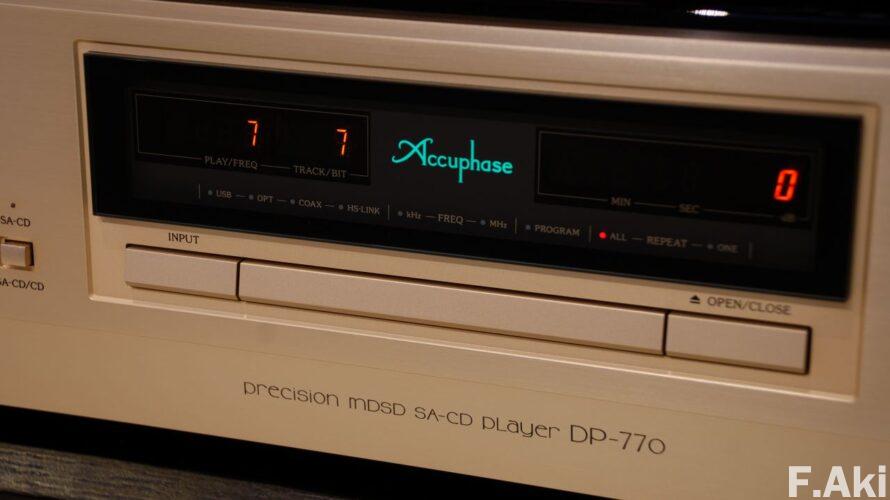 7 7
PLAY/FREQ TRACK/BIT
Accuphase
0
MIN SEC dB
USB OPT COAX HS-LINK kHz FREQ MHz PROGRAM ALL REPEAT ONE
SA-CD
SA-CD/CD
INPUT
OPEN/CLOSE
precision MDSD SA-CD player DP-770
F.Aki